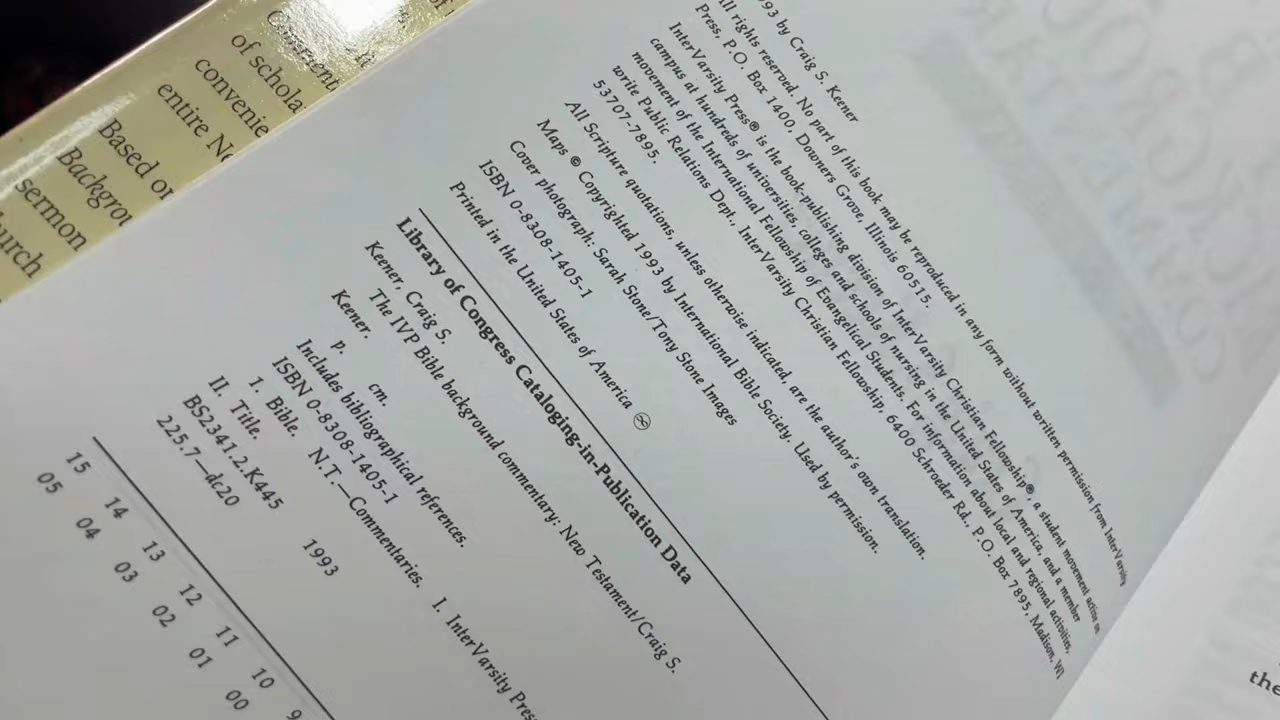 of schola
convenie
entire Ne
Based on
Backgrou
sermon
hurch
93 by Craig S. Keener
All rights reserved. No part of this book may be reproduced in any form without written permission from InterVarsity
Press, P.O. Box 1400, Downers Grove, Illinois 60515.
InterVarsity Press® is the book-publishing division of InterVarsity Christian Fellowship®, a student movement active on
campus at hundreds of universities, colleges and schools of nursing in the United States of America, and a member
movement of the International Fellowship of Evangelical Students. For information about local and regional activities,
write Public Relations Dept., InterVarsity Christian Fellowship, 6400 Schroeder Rd., P.O. Box 7895, Madison, WI
53707-7895.
All Scripture quotations, unless otherwise indicated, are the author's own translation.
Maps © Copyrighted 1993 by International Bible Society. Used by permission.
Cover photograph: Sarah Stone/Tony Stone Images
ISBN 0-8308-1405-1
Printed in the United States of America
Library of Congress Cataloging-in-Publication Data
Keener, Craig S.
The IVP Bible background commentary: New Testament/Craig S.
Keener.
p. cm.
Includes bibliographical references.
ISBN 0-8308-1405-1
I. Bible. N.T.—Commentaries. I. InterVarsity Press
II. Title.
BS2341.2.K445 1993
225.7—dc20
15 14 13 12 11 10 9
05 04 03 02 01 00
the